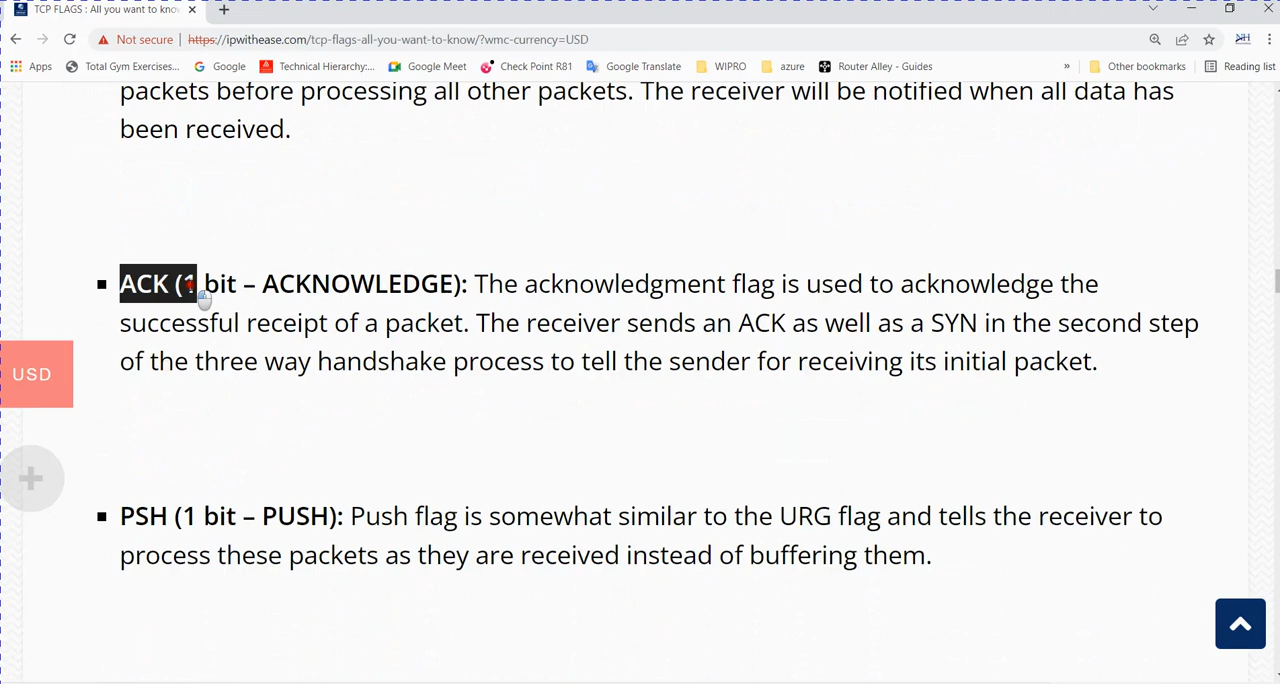 TCP FLAGS : All you want to kno
Not secure | https://ipwithease.com/tcp-flags-all-you-want-to-know/?wmc-currency=USD
Apps Total Gym Exercises... Google Technical Hierarchy:... Google Meet Check Point R81 Google Translate WIPRO azure Router Alley - Guides » Other bookmarks Reading list
packets before processing all other packets. The receiver will be notified when all data has
been received.
ACK (1 bit – ACKNOWLEDGE): The acknowledgment flag is used to acknowledge the
successful receipt of a packet. The receiver sends an ACK as well as a SYN in the second step
of the three way handshake process to tell the sender for receiving its initial packet.
USD
PSH (1 bit – PUSH): Push flag is somewhat similar to the URG flag and tells the receiver to
process these packets as they are received instead of buffering them.